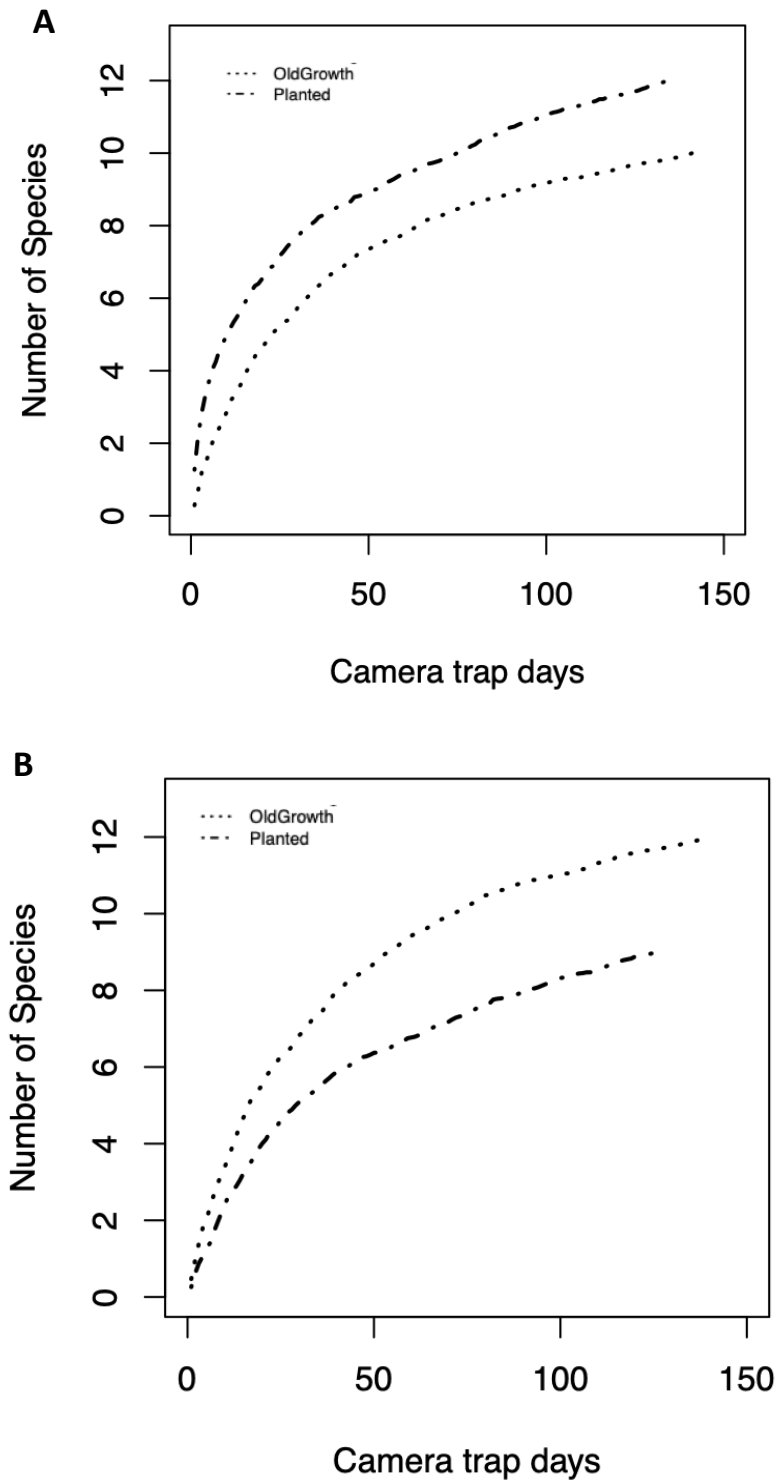 A
OldGrowth
Planted
12
10
8
6
4
2
0
Number of Species
0 50 100 150
Camera trap days
B
OldGrowth
Planted
12
10
8
6
4
2
0
Number of Species
0 50 100 150
Camera trap days